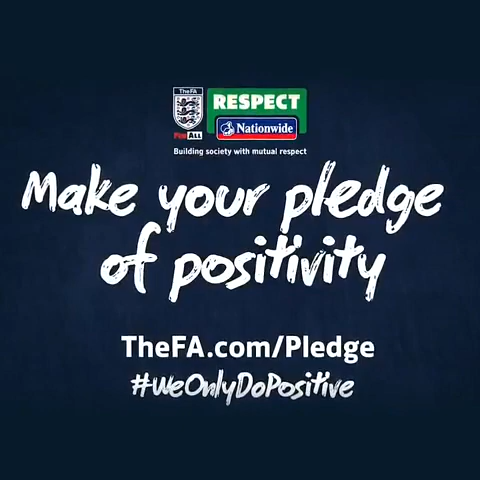 TheFA
RESPECT
Nationwide
FOR ALL
Building society with mutual respect
Make your pledge
of positivity
TheFA.com/Pledge
#WeOnlyDoPositive